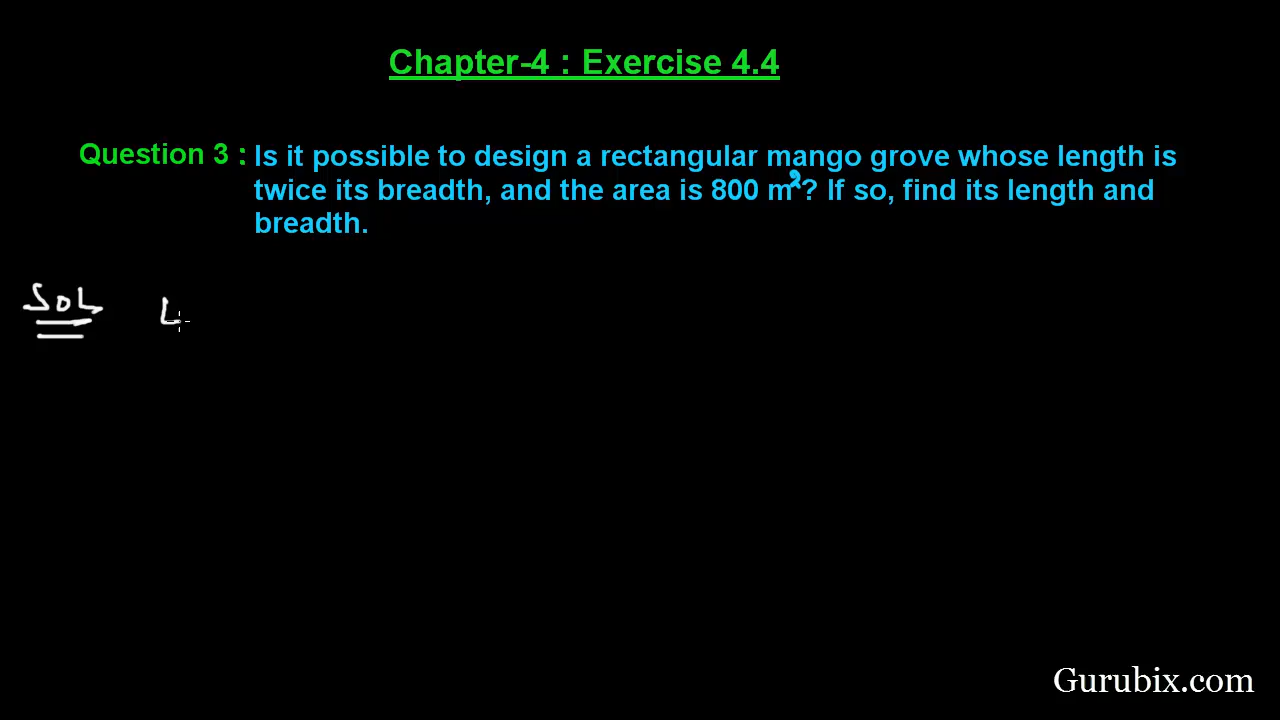 Chapter-4 : Exercise 4.4
Question 3 : Is it possible to design a rectangular mango grove whose length is
twice its breadth, and the area is 800 m²? If so, find its length and
breadth.
SOL L
Gurubix.com